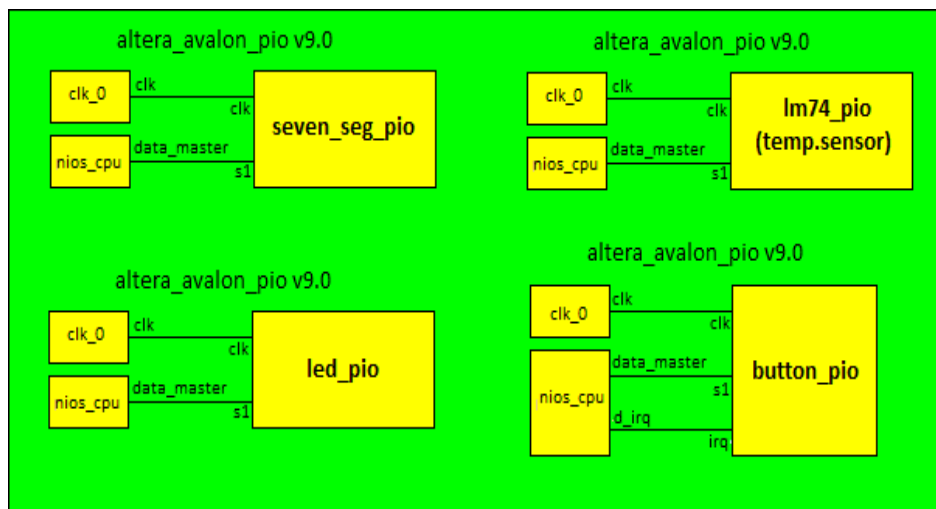 altera_avalon_pio v9.0
clk_0
clk
clk
seven_seg_pio
nios_cpu
data_master
s1
altera_avalon_pio v9.0
clk_0
clk
clk
lm74_pio
(temp.sensor)
nios_cpu
data_master
s1
altera_avalon_pio v9.0
clk_0
clk
clk
led_pio
nios_cpu
data_master
s1
altera_avalon_pio v9.0
clk_0
clk
clk
button_pio
data_master
s1
nios_cpu
d_irq
irq